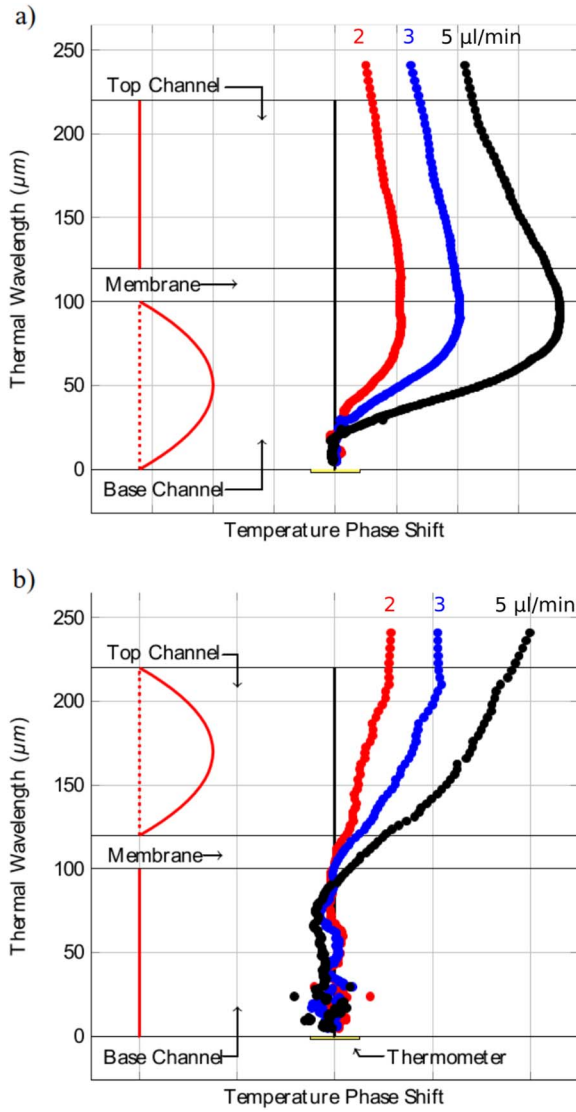 a)
2 3 5 µl/min
250
Top Channel
200
150
Membrane
100
50
Base Channel
0
Thermal Wavelength (µm)
Temperature Phase Shift
b)
2 3 5 µl/min
250
Top Channel
200
150
Membrane
100
50
Base Channel
0
Thermometer
Thermal Wavelength (µm)
Temperature Phase Shift